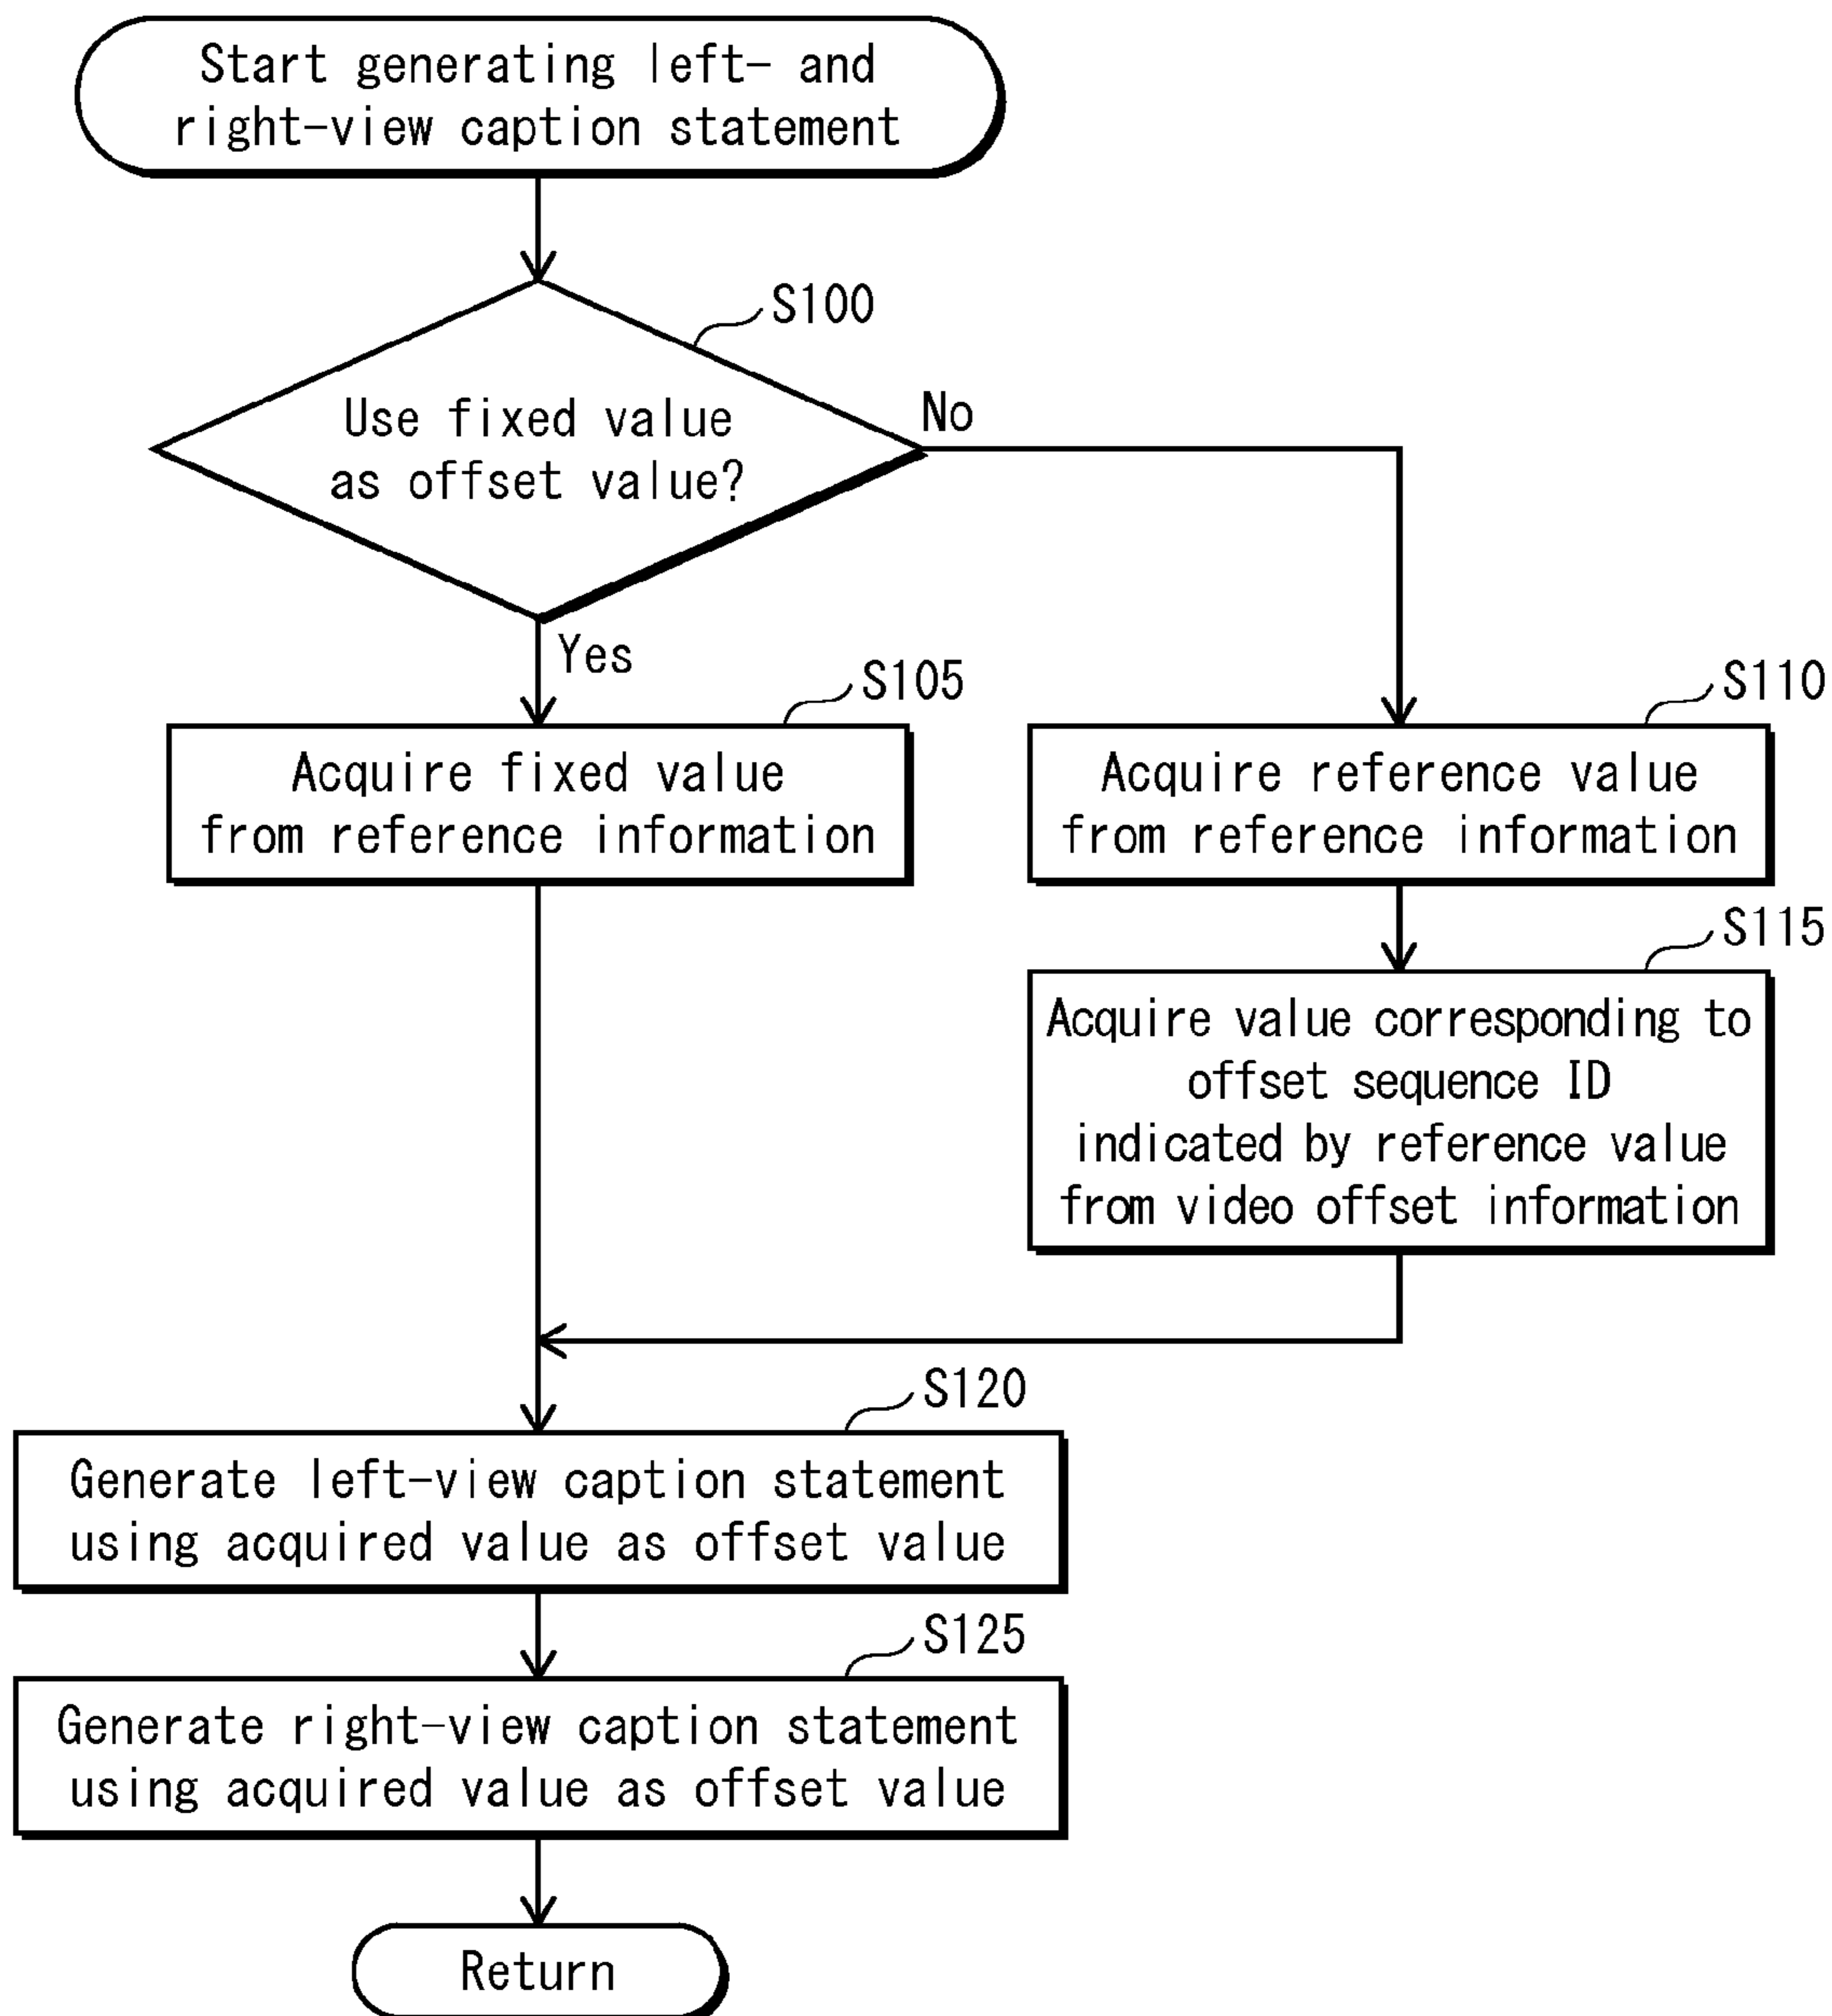 Start generating left- and
right-view caption statement
S100
Use fixed value
as offset value?
No
Yes
S105
Acquire fixed value
from reference information
S110
Acquire reference value
from reference information
S115
Acquire value corresponding to
offset sequence ID
indicated by reference value
from video offset information
S120
Generate left-view caption statement
using acquired value as offset value
S125
Generate right-view caption statement
using acquired value as offset value
Return